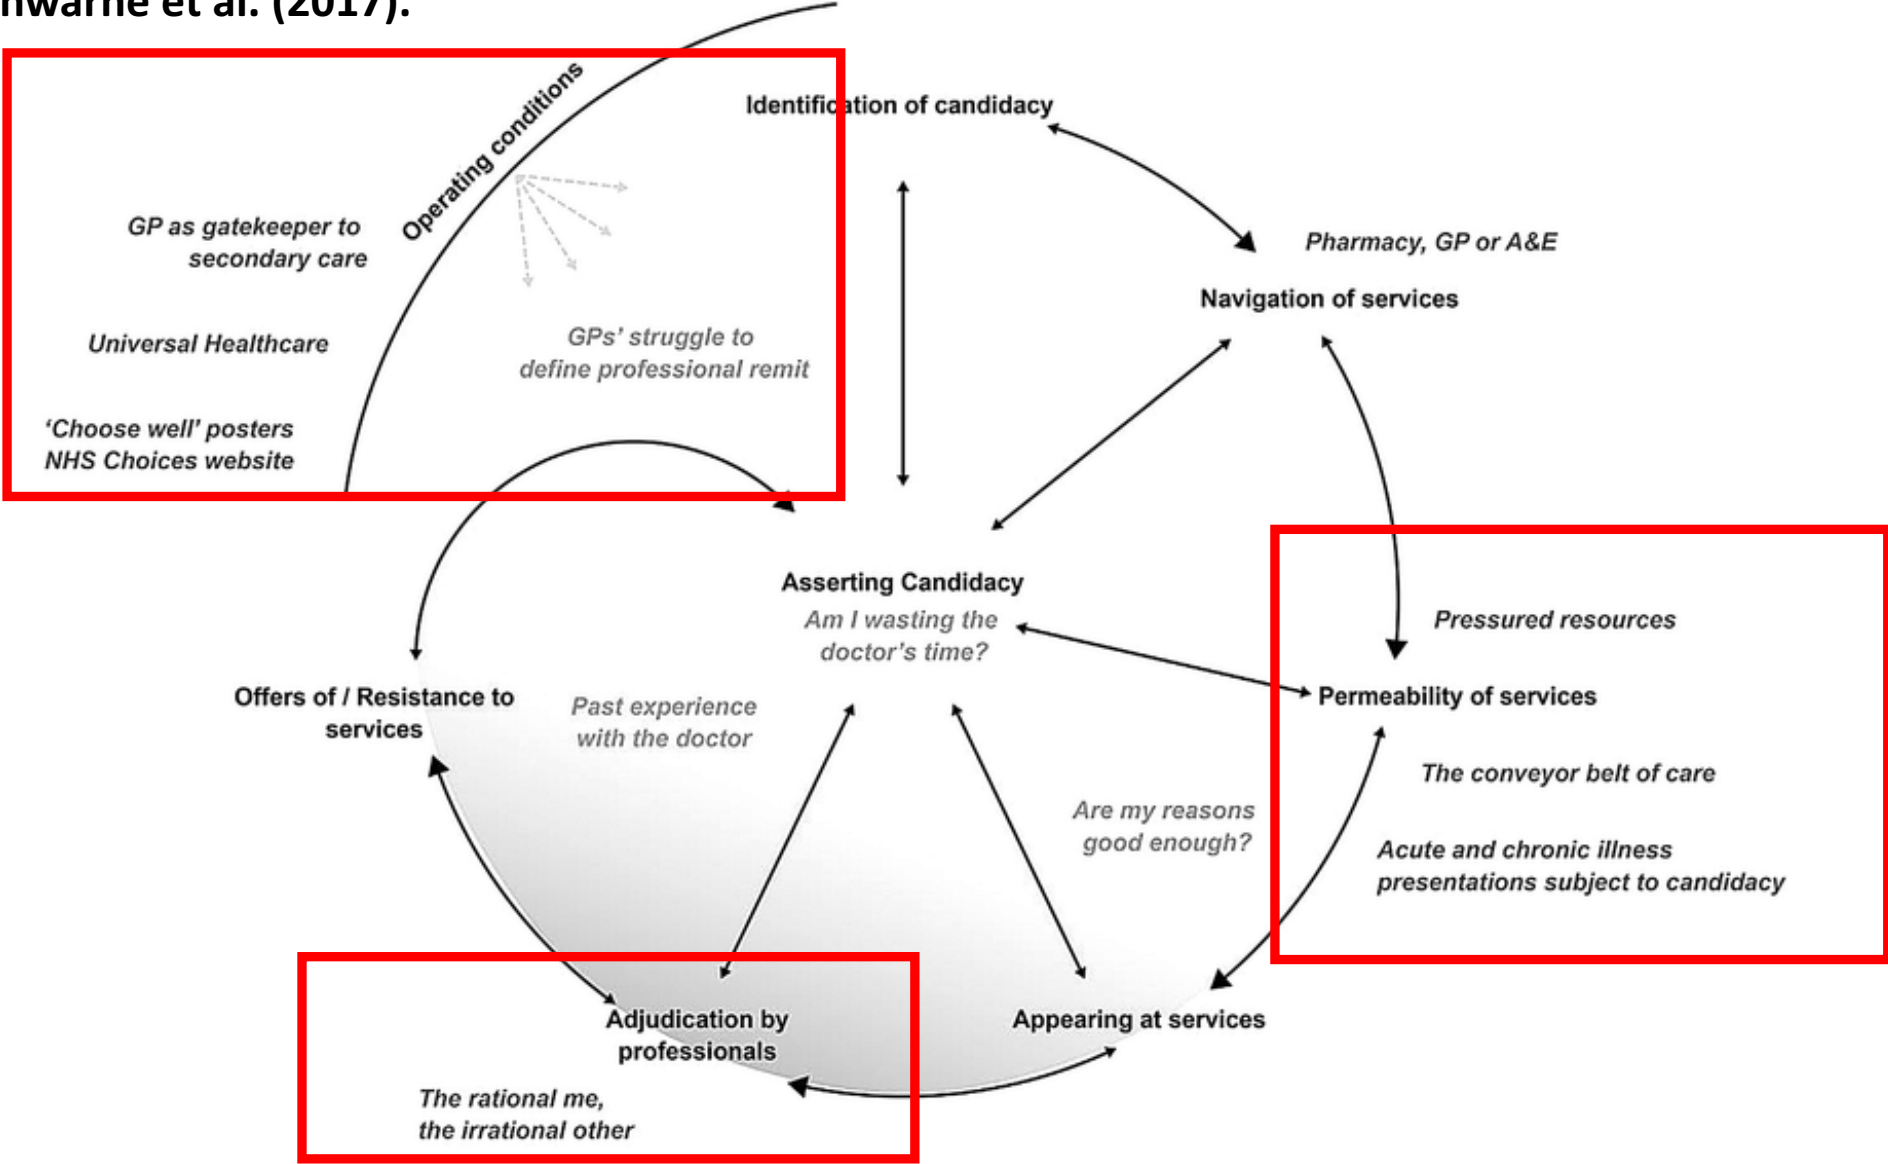 et al. (2017).
Operating conditions
Identification of candidacy
GP as gatekeeper to
secondary care
Pharmacy, GP or A&E
Navigation of services
Universal Healthcare
GPs’ struggle to
define professional remit
‘Choose well’ posters
NHS Choices website
Asserting Candidacy
Am I wasting the
doctor’s time?
Pressured resources
Permeability of services
Offers of / Resistance to
services
Past experience
with the doctor
The conveyor belt of care
Are my reasons
good enough?
Acute and chronic illness
presentations subject to candidacy
Adjudication by
professionals
Appearing at services
The rational me,
the irrational other